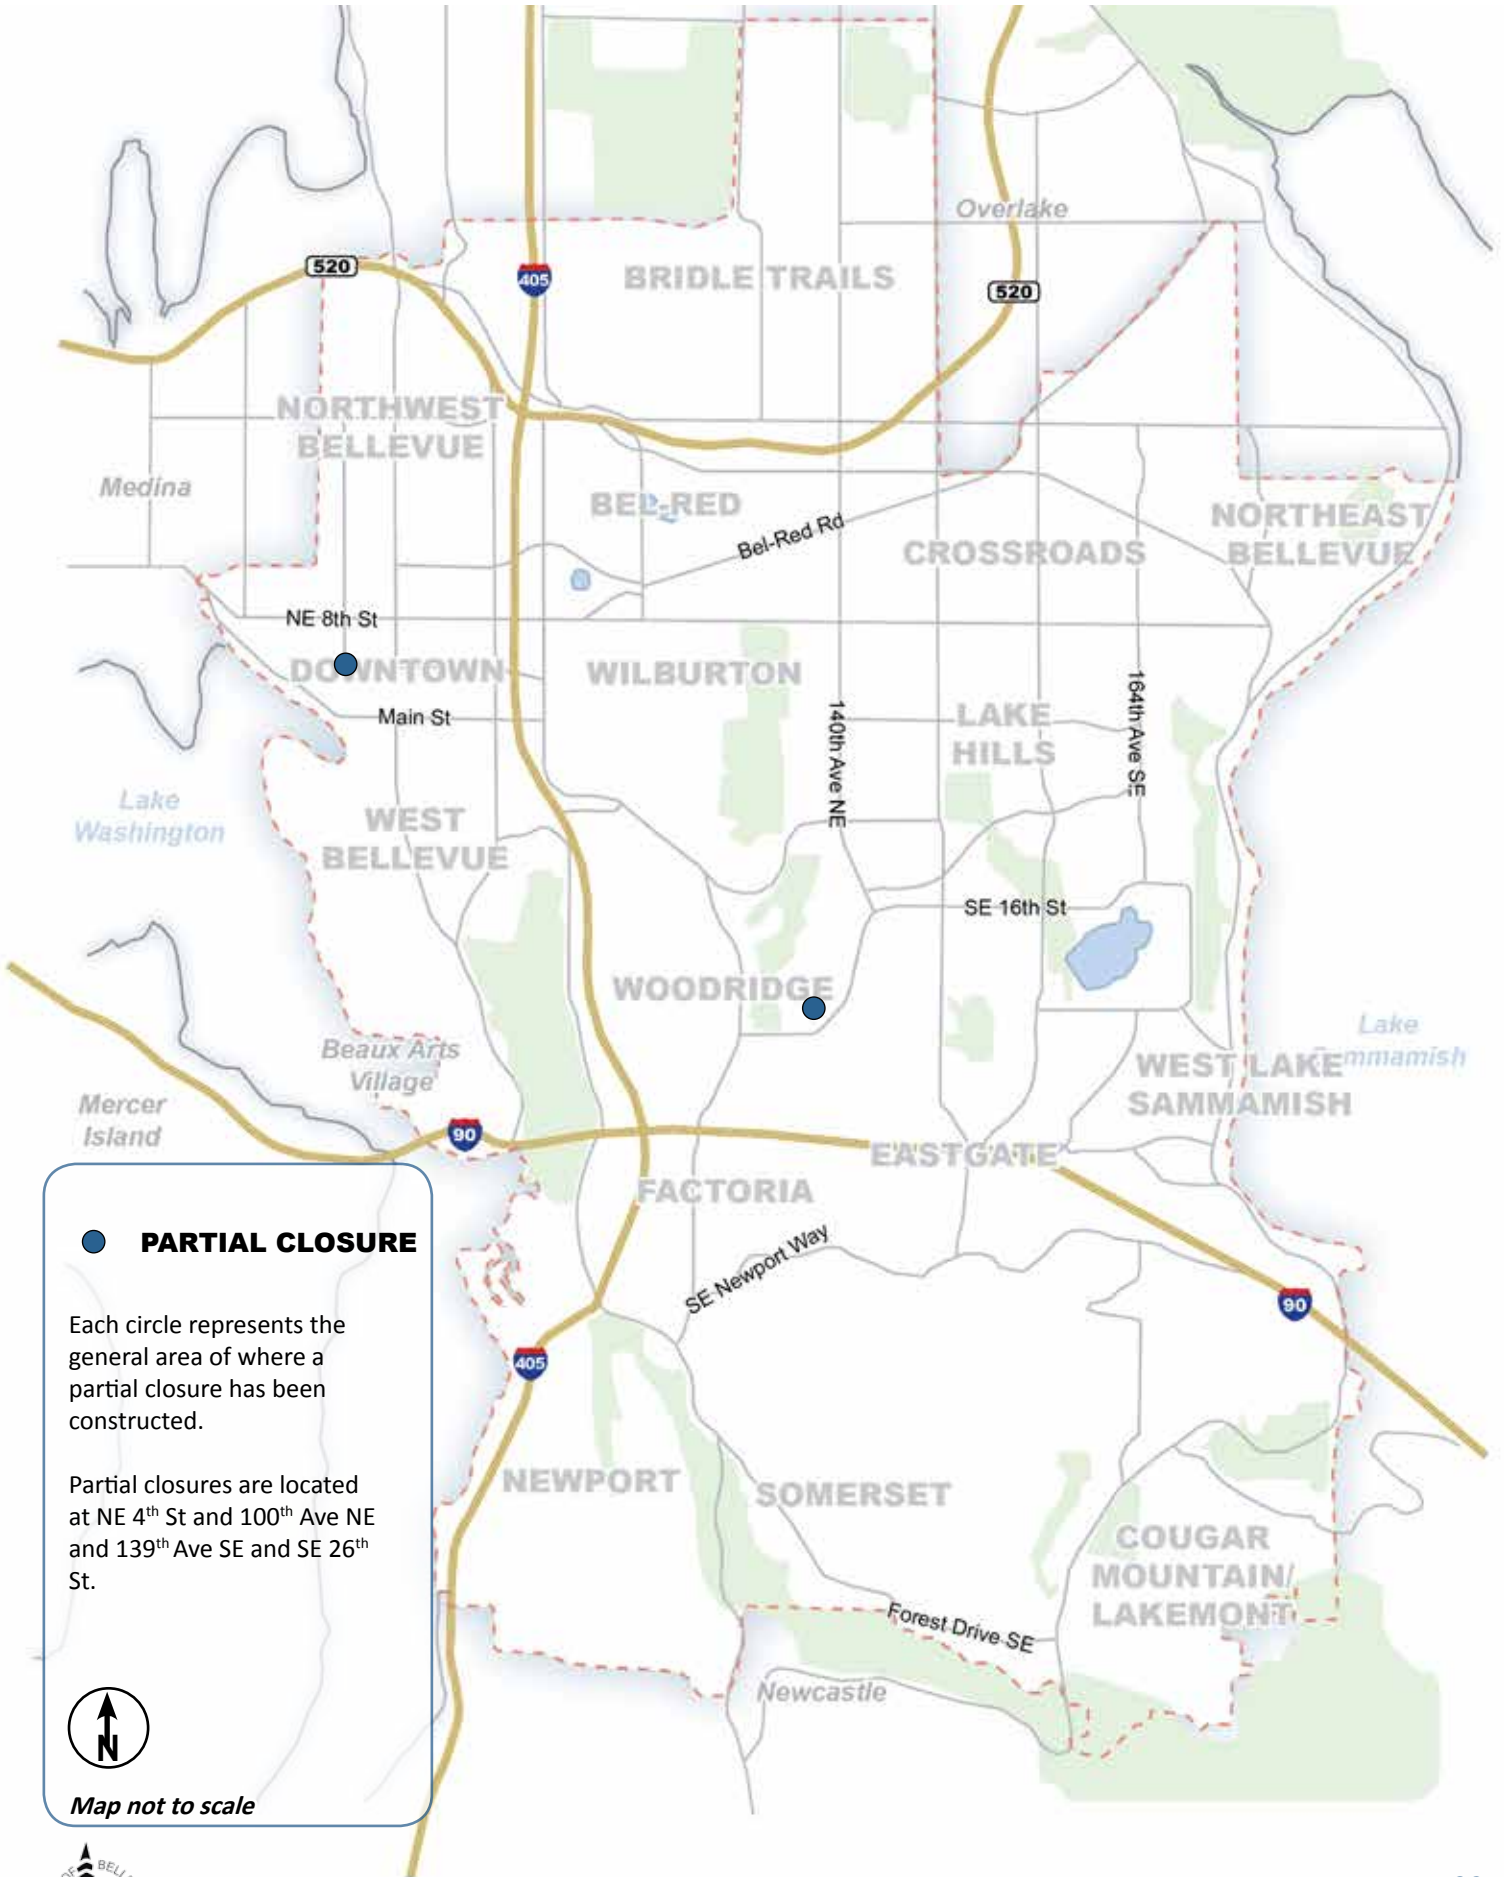 Overlake
520
405
BRIDLE TRAILS
520
NORTHWEST
BELLEVUE
Medina
BEL-RED
Bel-Red Rd
CROSSROADS
NORTHEAST
BELLEVUE
NE 8th St
DOWNTOWN
WILBURTON
Main St
140th Ave NE
LAKE
HILLS
164th Ave SE
Lake
Washington
WEST
BELLEVUE
SE 16th St
WOODRIDGE
Lake
Beaux Arts
Village
WEST LAKE
SAMMAMISH
Mercer
Island
90
EASTGATE
FACTORIA
SE Newport Way
90
405
PARTIAL CLOSURE
Each circle represents the
general area of where a
partial closure has been
constructed.
Partial closures are located
at NE 4th St and 100th Ave NE
and 139th Ave SE and SE 26th
St.
NEWPORT
SOMERSET
COUGAR
MOUNTAIN/
LAKEMONT
Forest Drive SE
Newcastle
N
Map not to scale